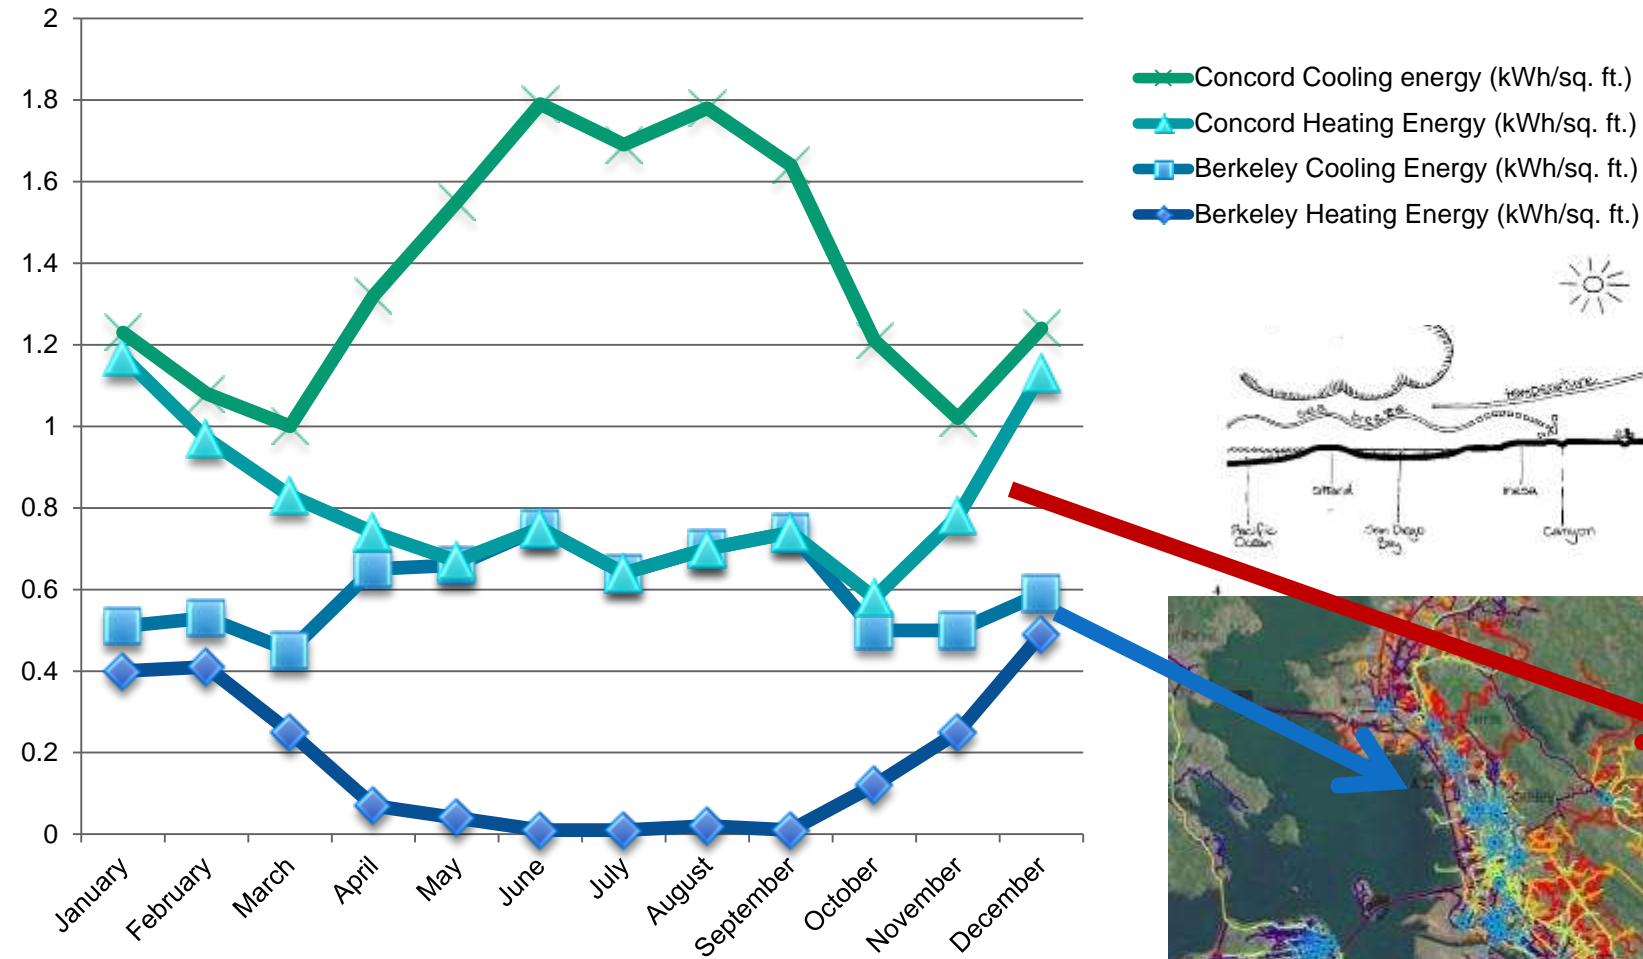 2
1.8
1.6
1.4
1.2
1
0.8
0.6
0.4
0.2
0
January
February
March
April
May
June
July
August
September
October
November
December
Concord Cooling energy (kWh/sq. ft.)
Concord Heating Energy (kWh/sq. ft.)
Berkeley Cooling Energy (kWh/sq. ft.)
Berkeley Heating Energy (kWh/sq. ft.)
temperature
sea breeze
mesa
Pacific Ocean
San Diego Bay
Canyon